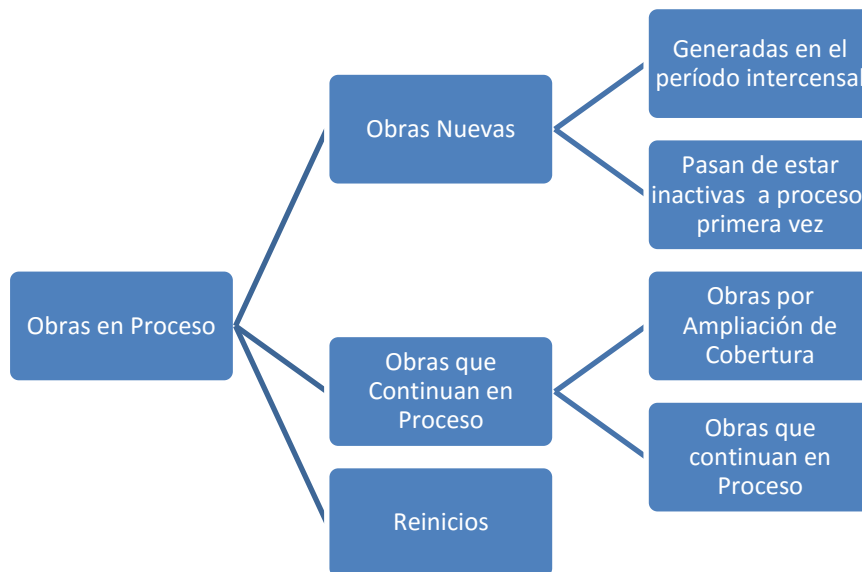 Obras en Proceso
Obras Nuevas
Generadas en el
período intercensal
Pasan de estar
inactivas a proceso
primera vez
Obras que
Continuan en
Proceso
Obras por
Ampliación de
Cobertura
Obras que
continuan en
Proceso
Reinicios